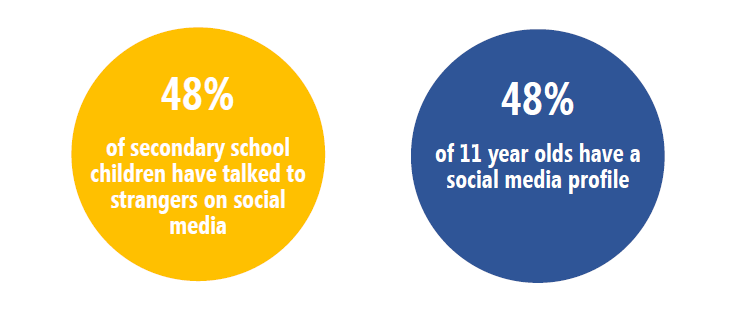 48%
of secondary school
children have talked to
strangers on social
media
48%
of 11 year olds have a
social media profile